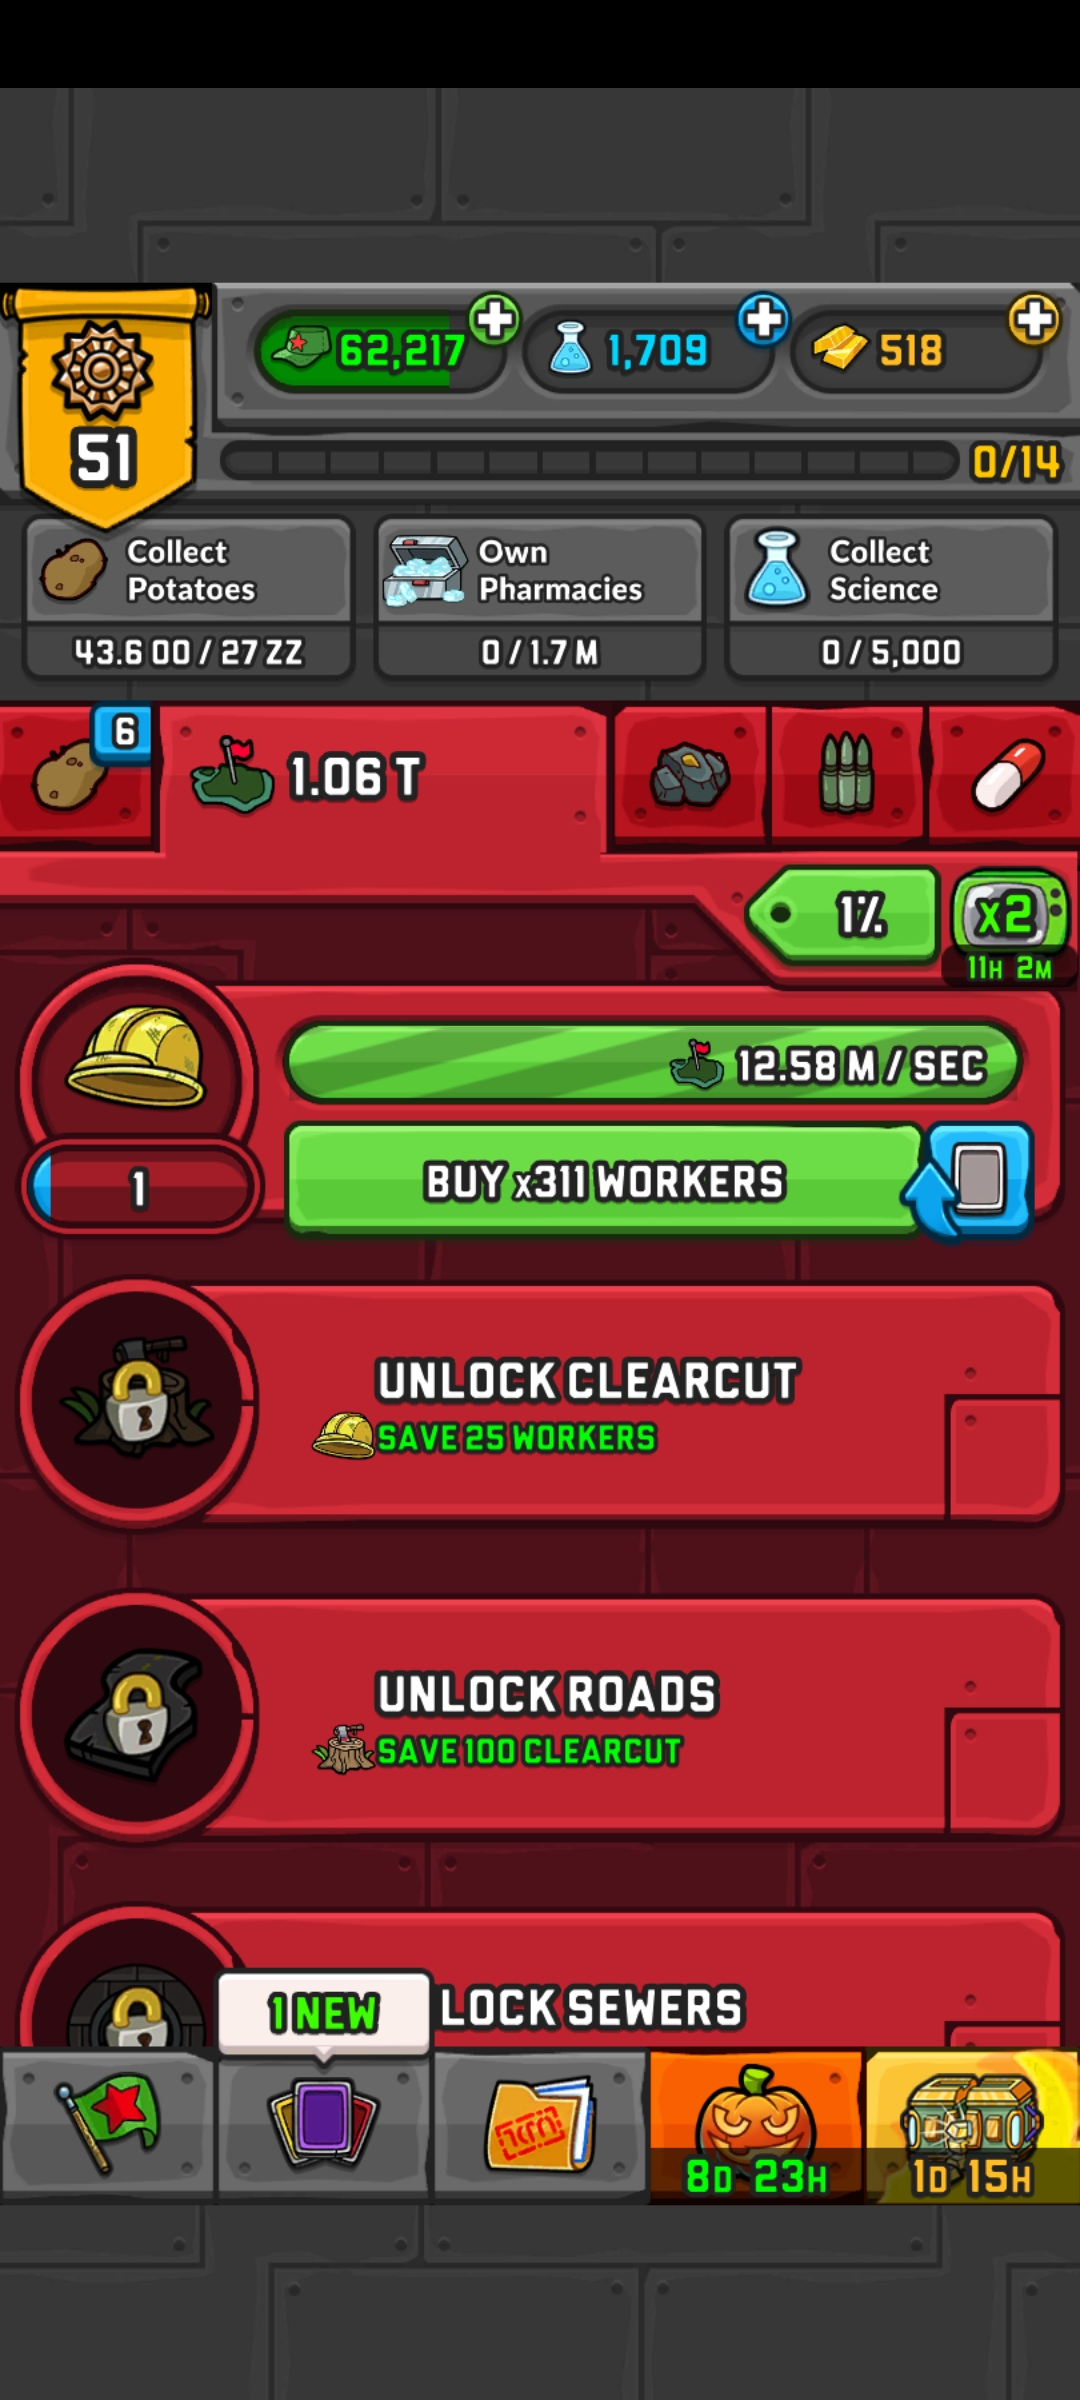 62,217
1,709
518
51
0/14
Collect
Potatoes
43.6 OO / 27 ZZ
Own
Pharmacies
0 / 1.7 M
Collect
Science
0 / 5,000
6
1.06 T
1%
x2
11H 2M
12.58 M / SEC
1
BUY x311 WORKERS
UNLOCK CLEARCUT
SAVE 25 WORKERS
UNLOCK ROADS
SAVE 100 CLEARCUT
LOCK SEWERS
1 NEW
8D 23H
1D 15H